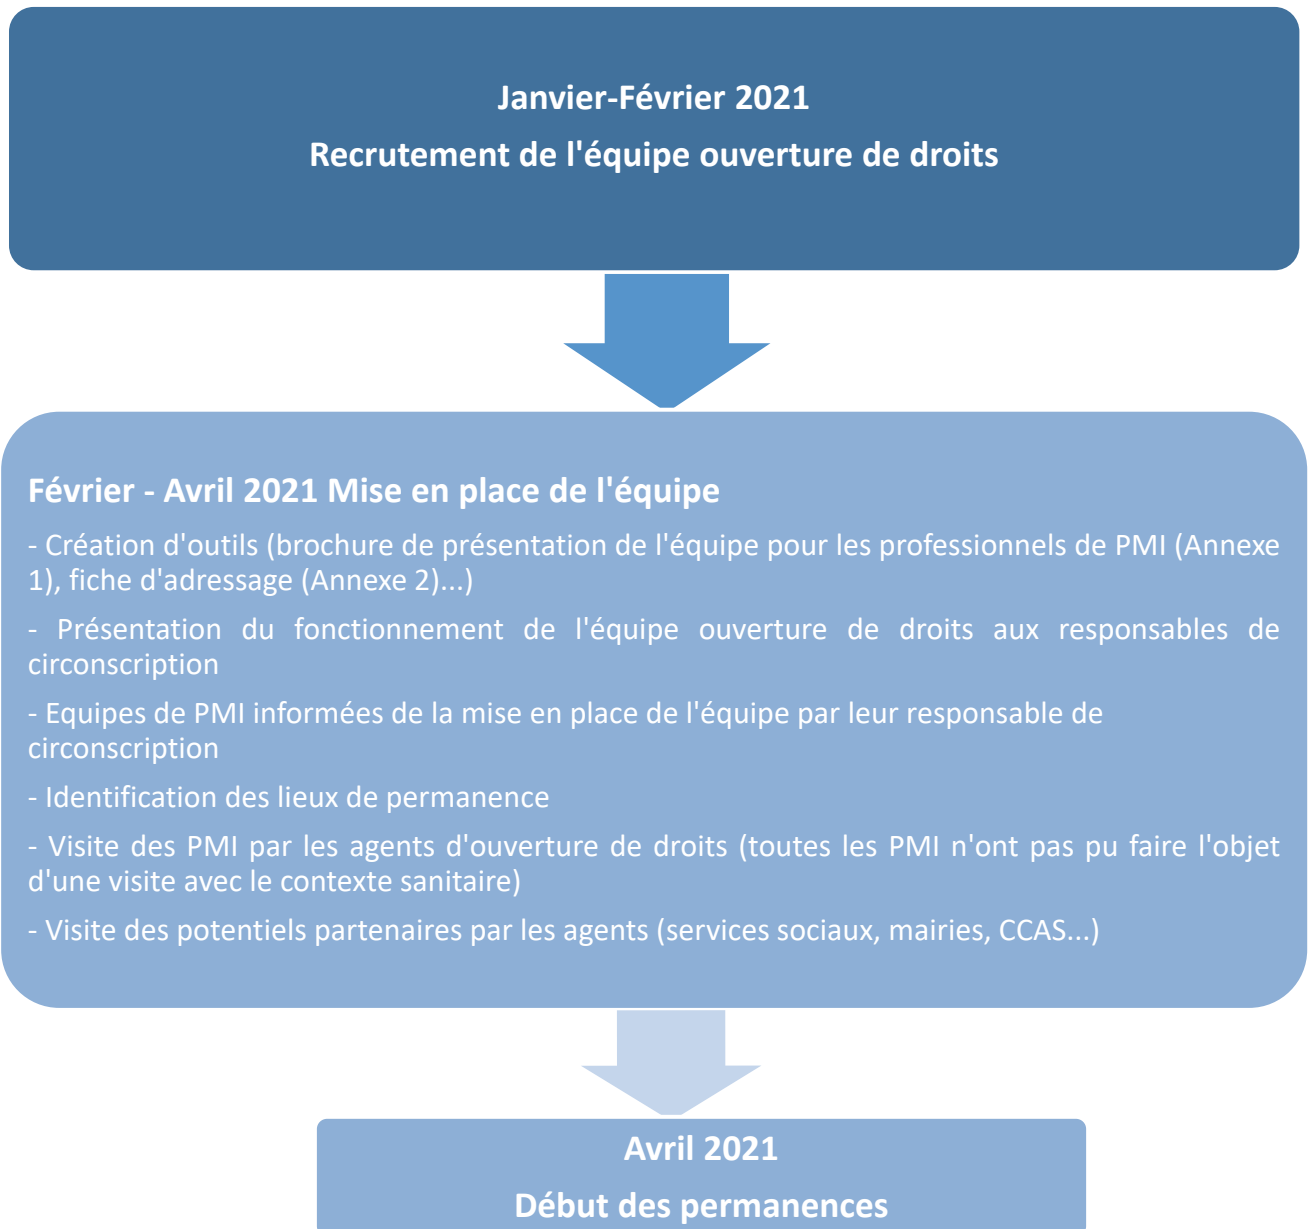 Janvier-Février 2021
Recrutement de l'équipe ouverture de droits
Février - Avril 2021 Mise en place de l'équipe
- Création d'outils (brochure de présentation de l'équipe pour les professionnels de PMI (Annexe
1), fiche d'adressage (Annexe 2)...)
- Présentation du fonctionnement de l'équipe ouverture de droits aux responsables de
circonscription
- Equipes de PMI informées de la mise en place de l'équipe par leur responsable de
circonscription
- Identification des lieux de permanence
- Visite des PMI par les agents d'ouverture de droits (toutes les PMI n'ont pas pu faire l'objet
d'une visite avec le contexte sanitaire)
- Visite des potentiels partenaires par les agents (services sociaux, mairies, CCAS...)
Avril 2021
Début des permanences